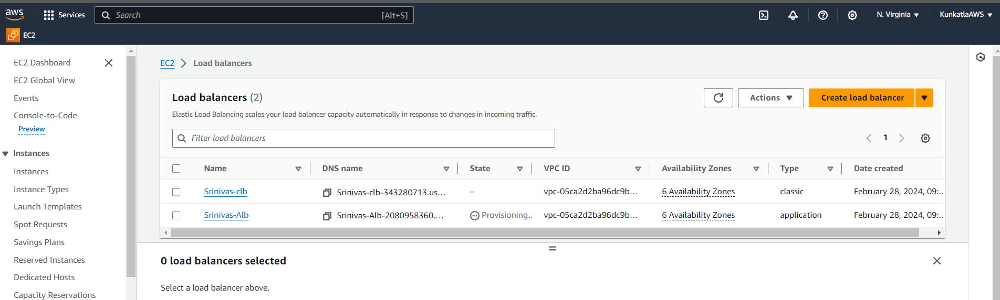 aws
Services
Search
[Alt+S]
N. Virginia
KunkatlaAWS
EC2
EC2 Dashboard
EC2 Global View
Events
Console-to-Code
Preview
Instances
Instances
Instance Types
Launch Templates
Spot Requests
Savings Plans
Reserved Instances
Dedicated Hosts
Capacity Reservations
EC2 > Load balancers
Load balancers (2)
Actions
Create load balancer
Elastic Load Balancing scales your load balancer capacity automatically in response to changes in incoming traffic.
Filter load balancers
1
Name DNS name State VPC ID Availability Zones Type Date created
Srinivas-clb Srinivas-clb-343280713.us... – vpc-05ca2d2ba96dc9b... 6 Availability Zones classic February 28, 2024, 09:..
Srinivas-Alb Srinivas-Alb-2080958360.... Provisioning.. vpc-05ca2d2ba96dc9b... 6 Availability Zones application February 28, 2024, 09:..
0 load balancers selected
Select a load balancer above.